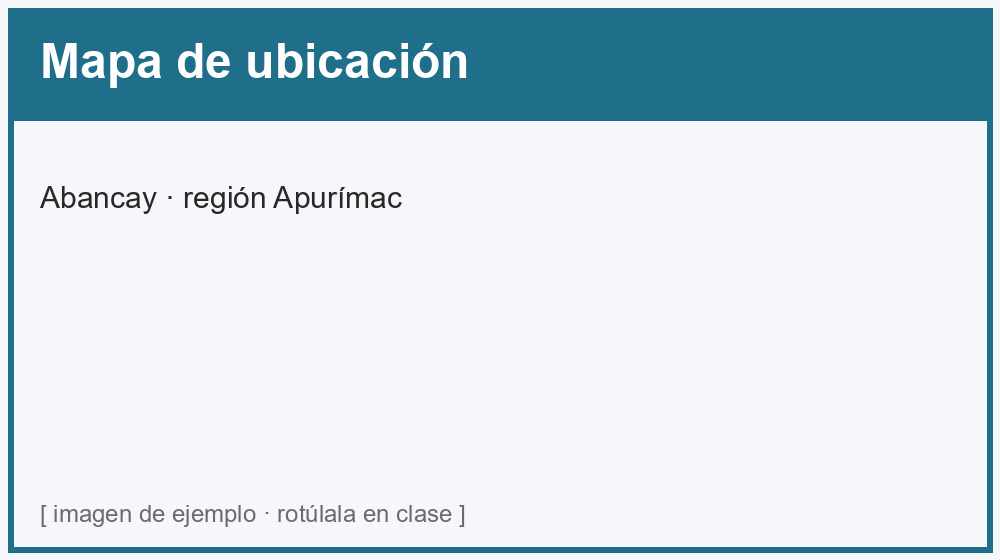 Mapa de ubicación
Abancay · región Apurímac
[ imagen de ejemplo · rotúlala en clase ]